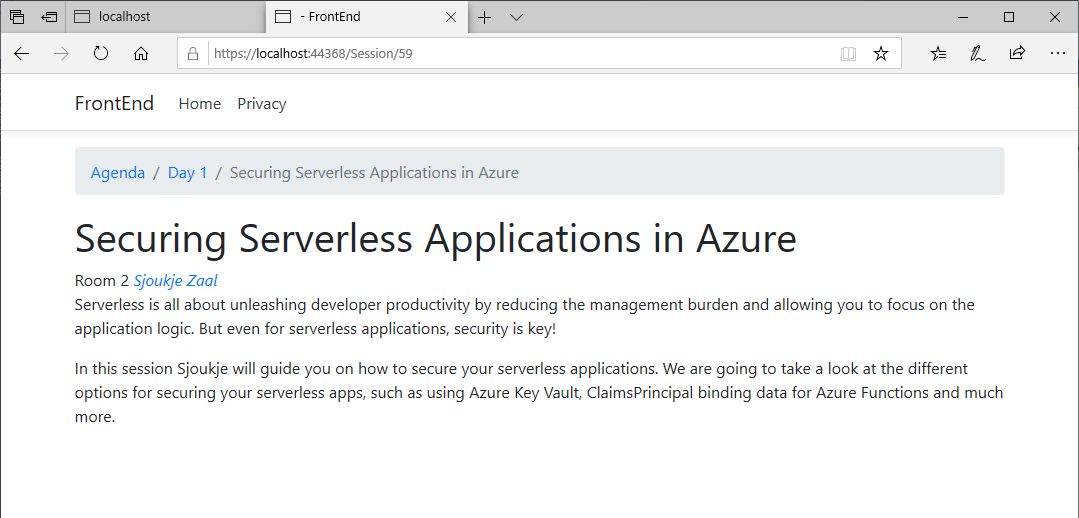 localhost
- FrontEnd
https://localhost:44368/Session/59
FrontEnd Home Privacy
Agenda / Day 1 / Securing Serverless Applications in Azure
Securing Serverless Applications in Azure
Room 2 Sjoukje Zaal
Serverless is all about unleashing developer productivity by reducing the management burden and allowing you to focus on the
application logic. But even for serverless applications, security is key!
In this session Sjoukje will guide you on how to secure your serverless applications. We are going to take a look at the different
options for securing your serverless apps, such as using Azure Key Vault, ClaimsPrincipal binding data for Azure Functions and much
more.